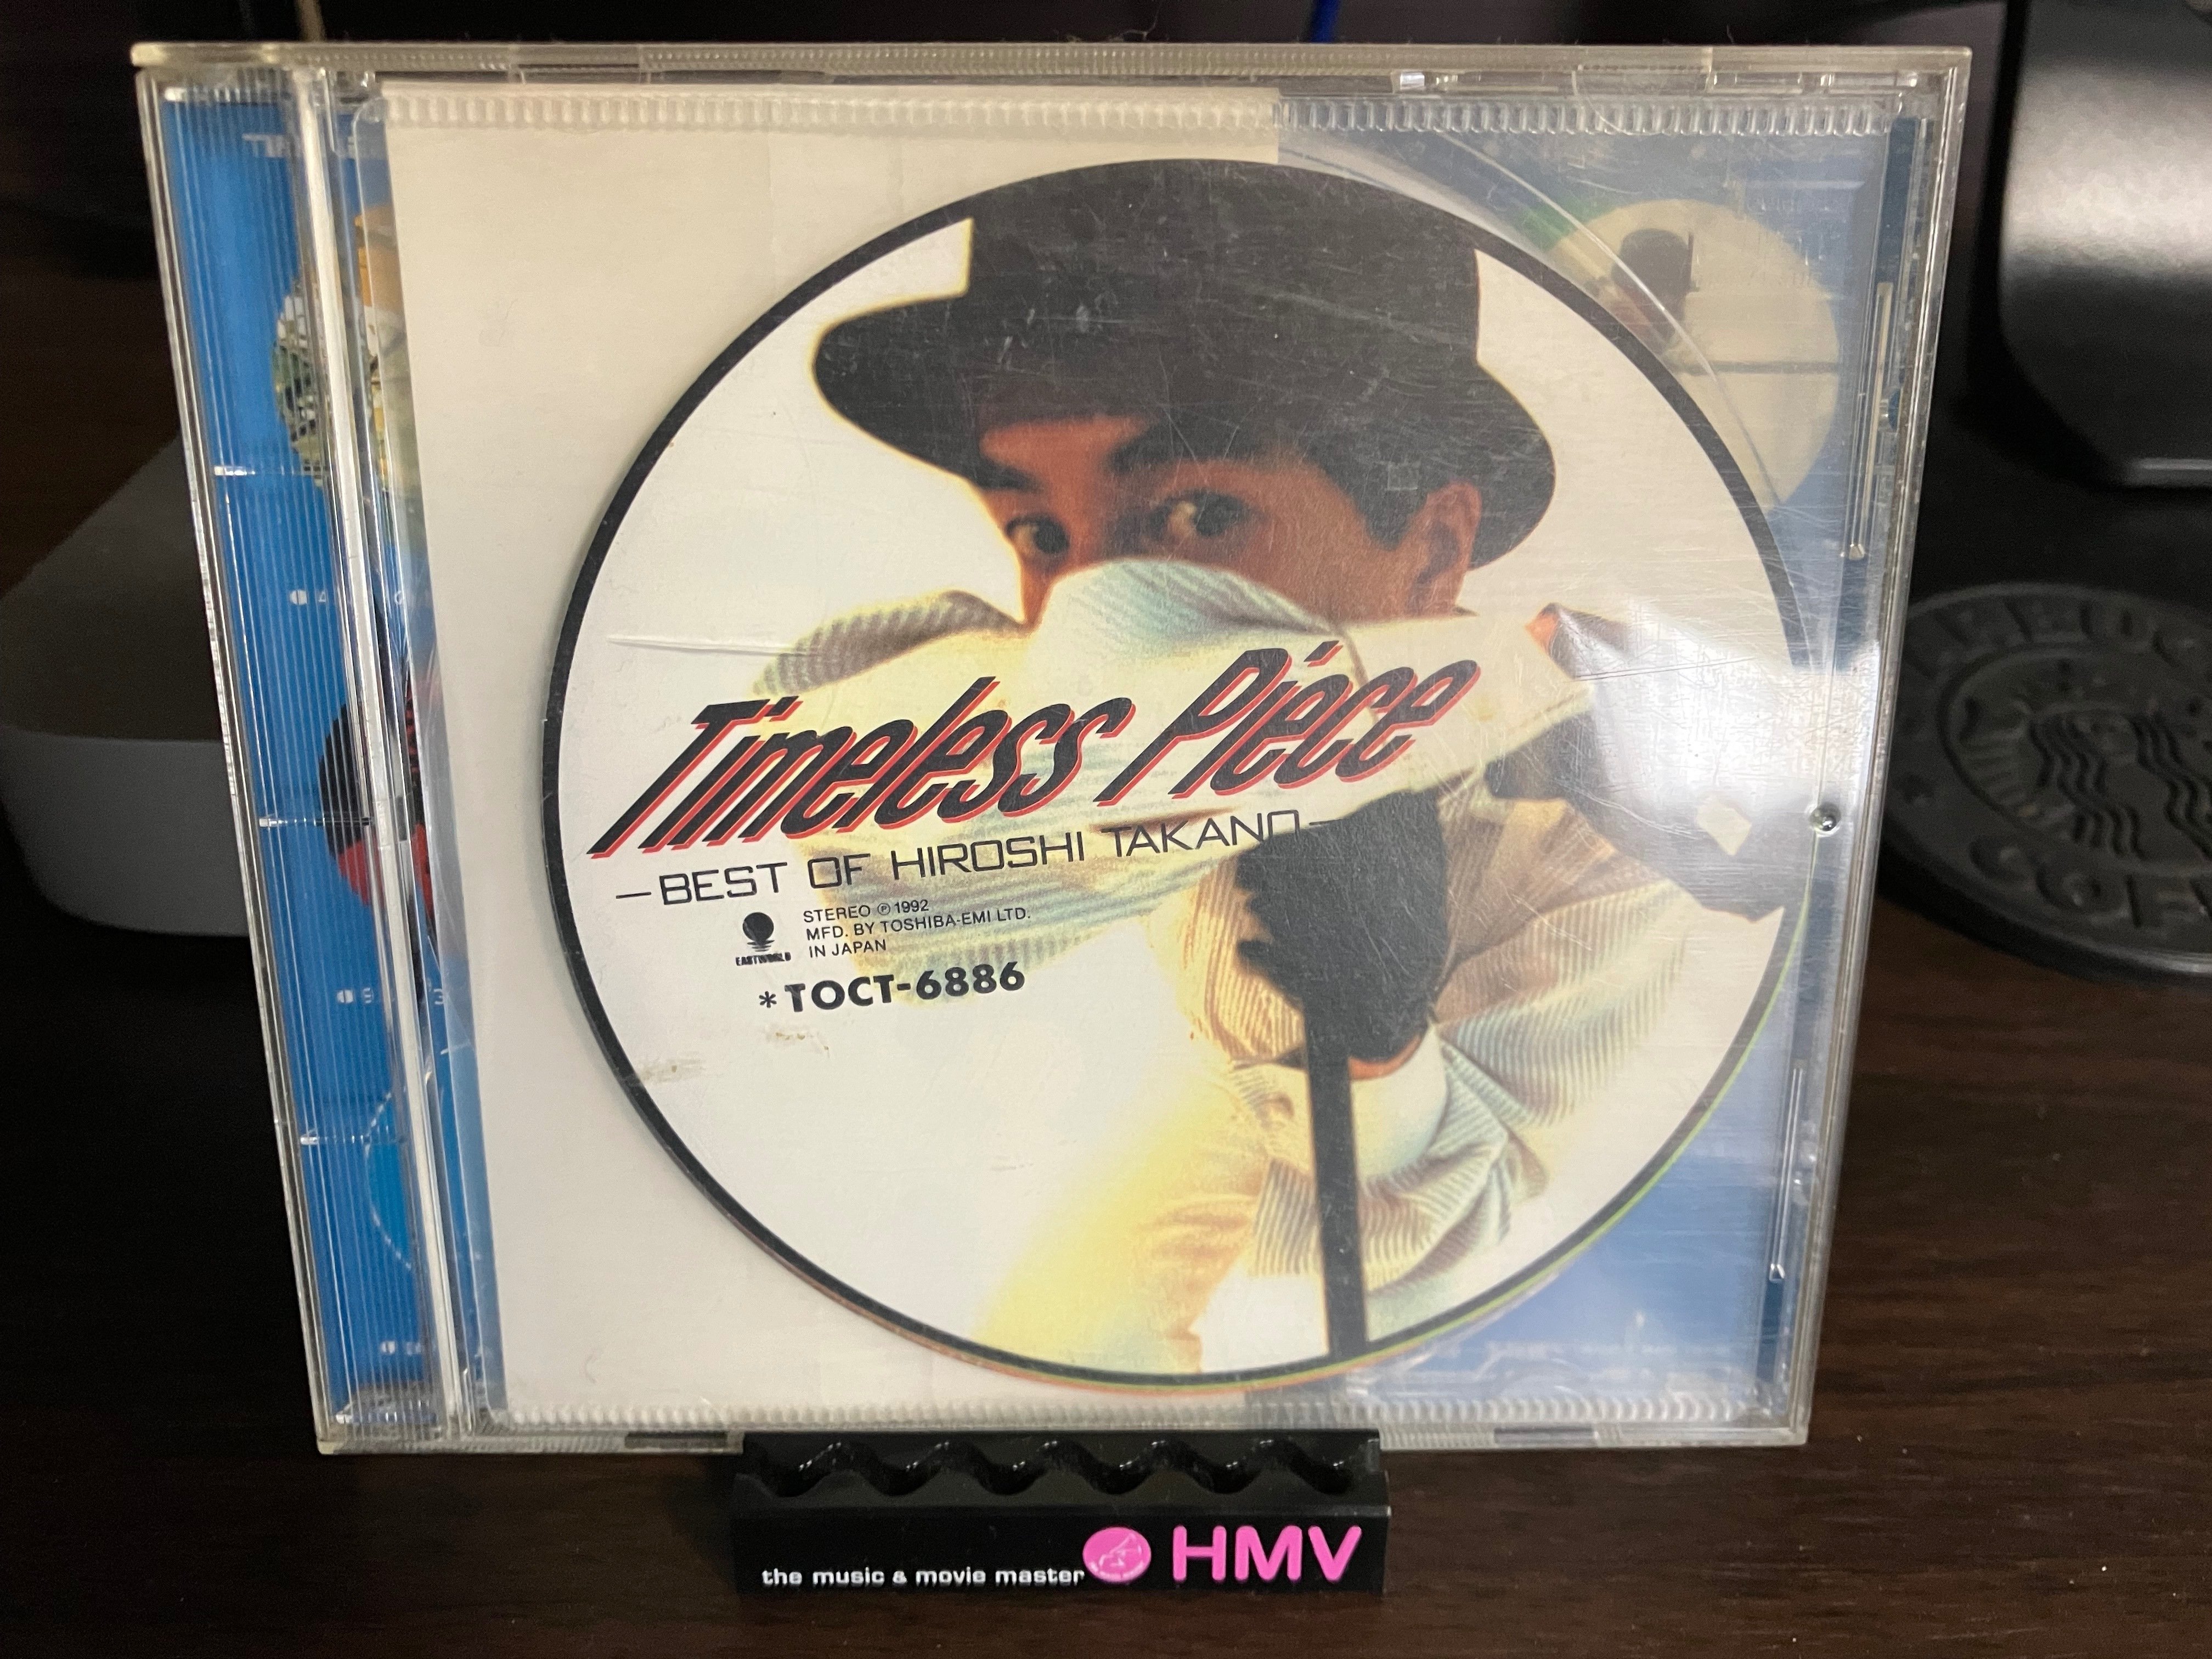 Timeless Piece
—BEST OF HIROSHI TAKANO—
STEREO ℗ 1992
MFD. BY TOSHIBA-EMI LTD.
IN JAPAN
EASTWORLD
*TOCT-6886
the music & movie master HMV